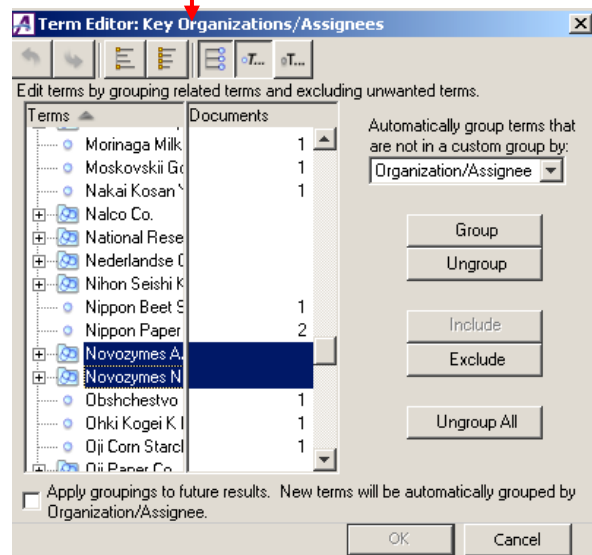 Term Editor: Key Organizations/Assignees
T... T...
Edit terms by grouping related terms and excluding unwanted terms.
Terms Documents
Morinaga Milk 1
Moskovskii Go 1
Nakai Kosan 1
Nalco Co.
National Rese
Nederlandse
Nihon Seishi K
Nippon Beet S 1
Nippon Paper 2
Novozymes A
Novozymes N
Obshchestvo 1
Ohki Kogei K 1
Oji Corn Starcl 1
Oji Paper Co
Automatically group terms that
are not in a custom group by:
Organization/Assignee
Group
Ungroup
Include
Exclude
Ungroup All
Apply groupings to future results. New terms will be automatically grouped by
Organization/Assignee.
OK Cancel